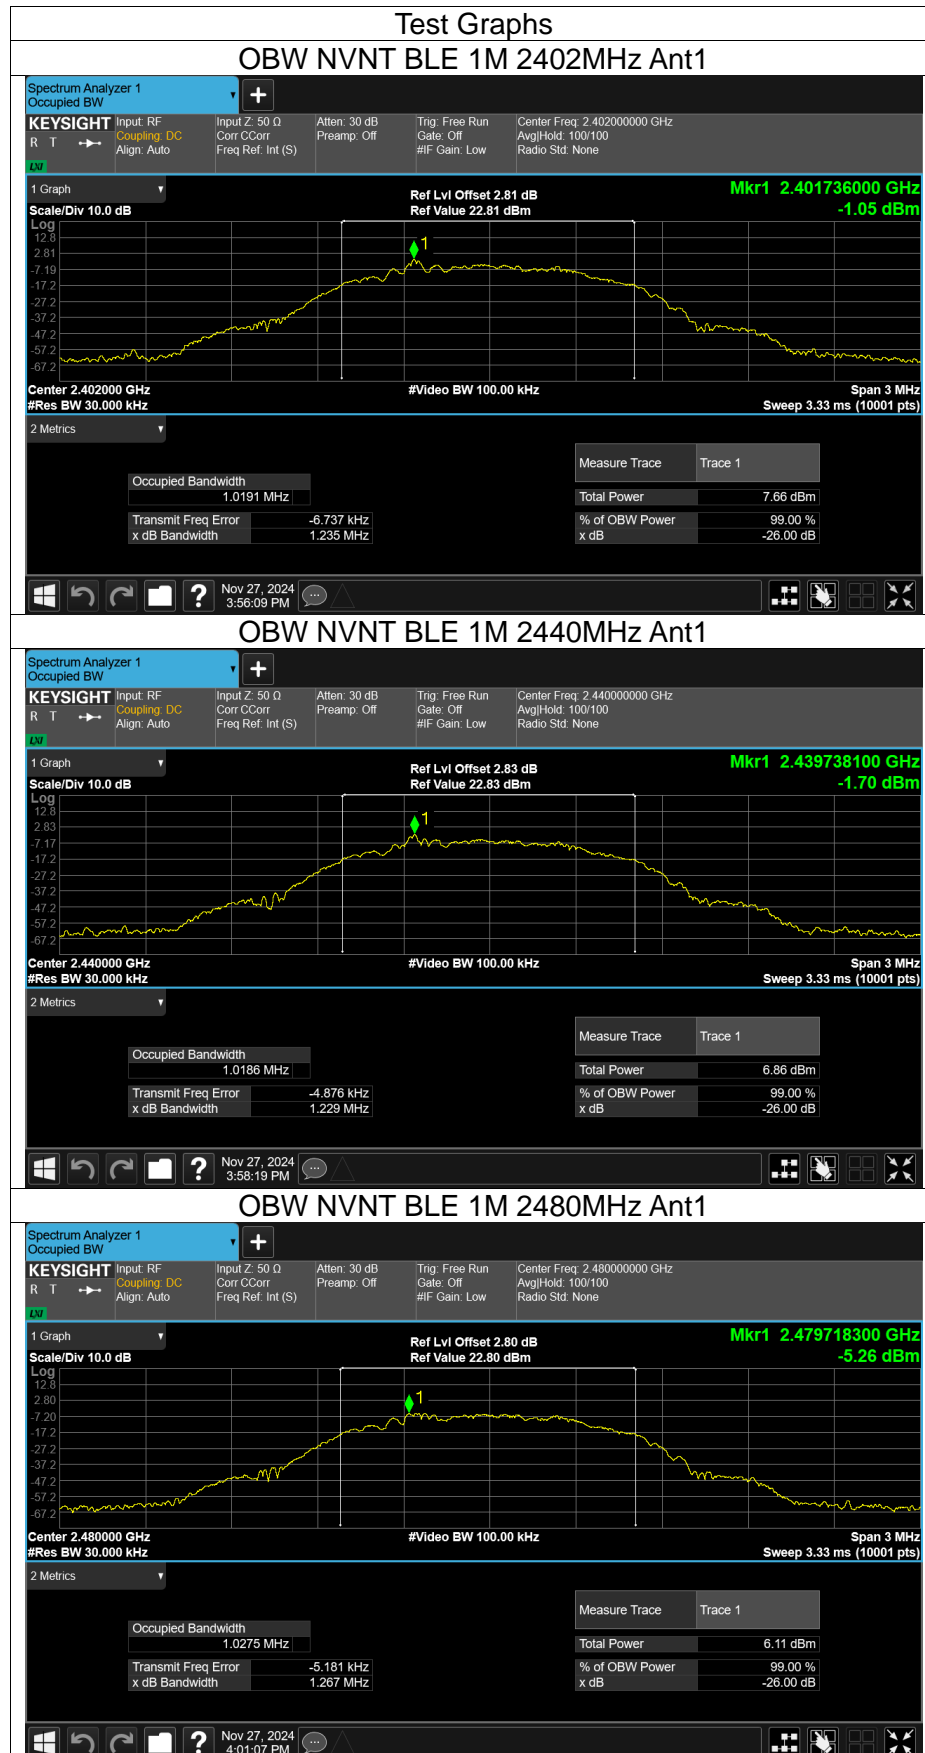 Test Graphs
OBW NVNT BLE 1M 2402MHz Ant1
Spectrum Analyzer 1
Occupied BW
KEYSIGHT Input: RF Input Z: 50 Ω Atten: 30 dB Trig: Free Run Center Freq: 2.402000000 GHz
R T Coupling: DC Corr CCorr Preamp: Off Gate: Off Avg|Hold: 100/100
Align: Auto Freq Ref: Int (S) #IF Gain: Low Radio Std: None
LXI
1 Graph Ref Lvl Offset 2.81 dB Mkr1 2.401736000 GHz
Scale/Div 10.0 dB Ref Value 22.81 dBm -1.05 dBm
Log
12.8
1
2.81
-7.19
-17.2
-27.2
-37.2
-47.2
-57.2
-67.2
Center 2.402000 GHz #Video BW 100.00 kHz Span 3 MHz
#Res BW 30.000 kHz Sweep 3.33 ms (10001 pts)
2 Metrics
Measure Trace Trace 1
Occupied Bandwidth
1.0191 MHz Total Power 7.66 dBm
Transmit Freq Error -6.737 kHz % of OBW Power 99.00 %
x dB Bandwidth 1.235 MHz x dB -26.00 dB
Nov 27, 2024
3:56:09 PM
OBW NVNT BLE 1M 2440MHz Ant1
Spectrum Analyzer 1
Occupied BW
KEYSIGHT Input: RF Input Z: 50 Ω Atten: 30 dB Trig: Free Run Center Freq: 2.440000000 GHz
R T Coupling: DC Corr CCorr Preamp: Off Gate: Off Avg|Hold: 100/100
Align: Auto Freq Ref: Int (S) #IF Gain: Low Radio Std: None
LXI
1 Graph Ref Lvl Offset 2.83 dB Mkr1 2.439738100 GHz
Scale/Div 10.0 dB Ref Value 22.83 dBm -1.70 dBm
Log
12.8
1
2.83
-7.17
-17.2
-27.2
-37.2
-47.2
-57.2
-67.2
Center 2.440000 GHz #Video BW 100.00 kHz Span 3 MHz
#Res BW 30.000 kHz Sweep 3.33 ms (10001 pts)
2 Metrics
Measure Trace Trace 1
Occupied Bandwidth
1.0186 MHz Total Power 6.86 dBm
Transmit Freq Error -4.876 kHz % of OBW Power 99.00 %
x dB Bandwidth 1.229 MHz x dB -26.00 dB
Nov 27, 2024
3:58:19 PM
OBW NVNT BLE 1M 2480MHz Ant1
Spectrum Analyzer 1
Occupied BW
KEYSIGHT Input: RF Input Z: 50 Ω Atten: 30 dB Trig: Free Run Center Freq: 2.480000000 GHz
R T Coupling: DC Corr CCorr Preamp: Off Gate: Off Avg|Hold: 100/100
Align: Auto Freq Ref: Int (S) #IF Gain: Low Radio Std: None
LXI
1 Graph Ref Lvl Offset 2.80 dB Mkr1 2.479718300 GHz
Scale/Div 10.0 dB Ref Value 22.80 dBm -5.26 dBm
Log
12.8
1
2.80
-7.20
-17.2
-27.2
-37.2
-47.2
-57.2
-67.2
Center 2.480000 GHz #Video BW 100.00 kHz Span 3 MHz
#Res BW 30.000 kHz Sweep 3.33 ms (10001 pts)
2 Metrics
Measure Trace Trace 1
Occupied Bandwidth
1.0275 MHz Total Power 6.11 dBm
Transmit Freq Error -5.181 kHz % of OBW Power 99.00 %
x dB Bandwidth 1.267 MHz x dB -26.00 dB
Nov 27, 2024
4:01:07 PM